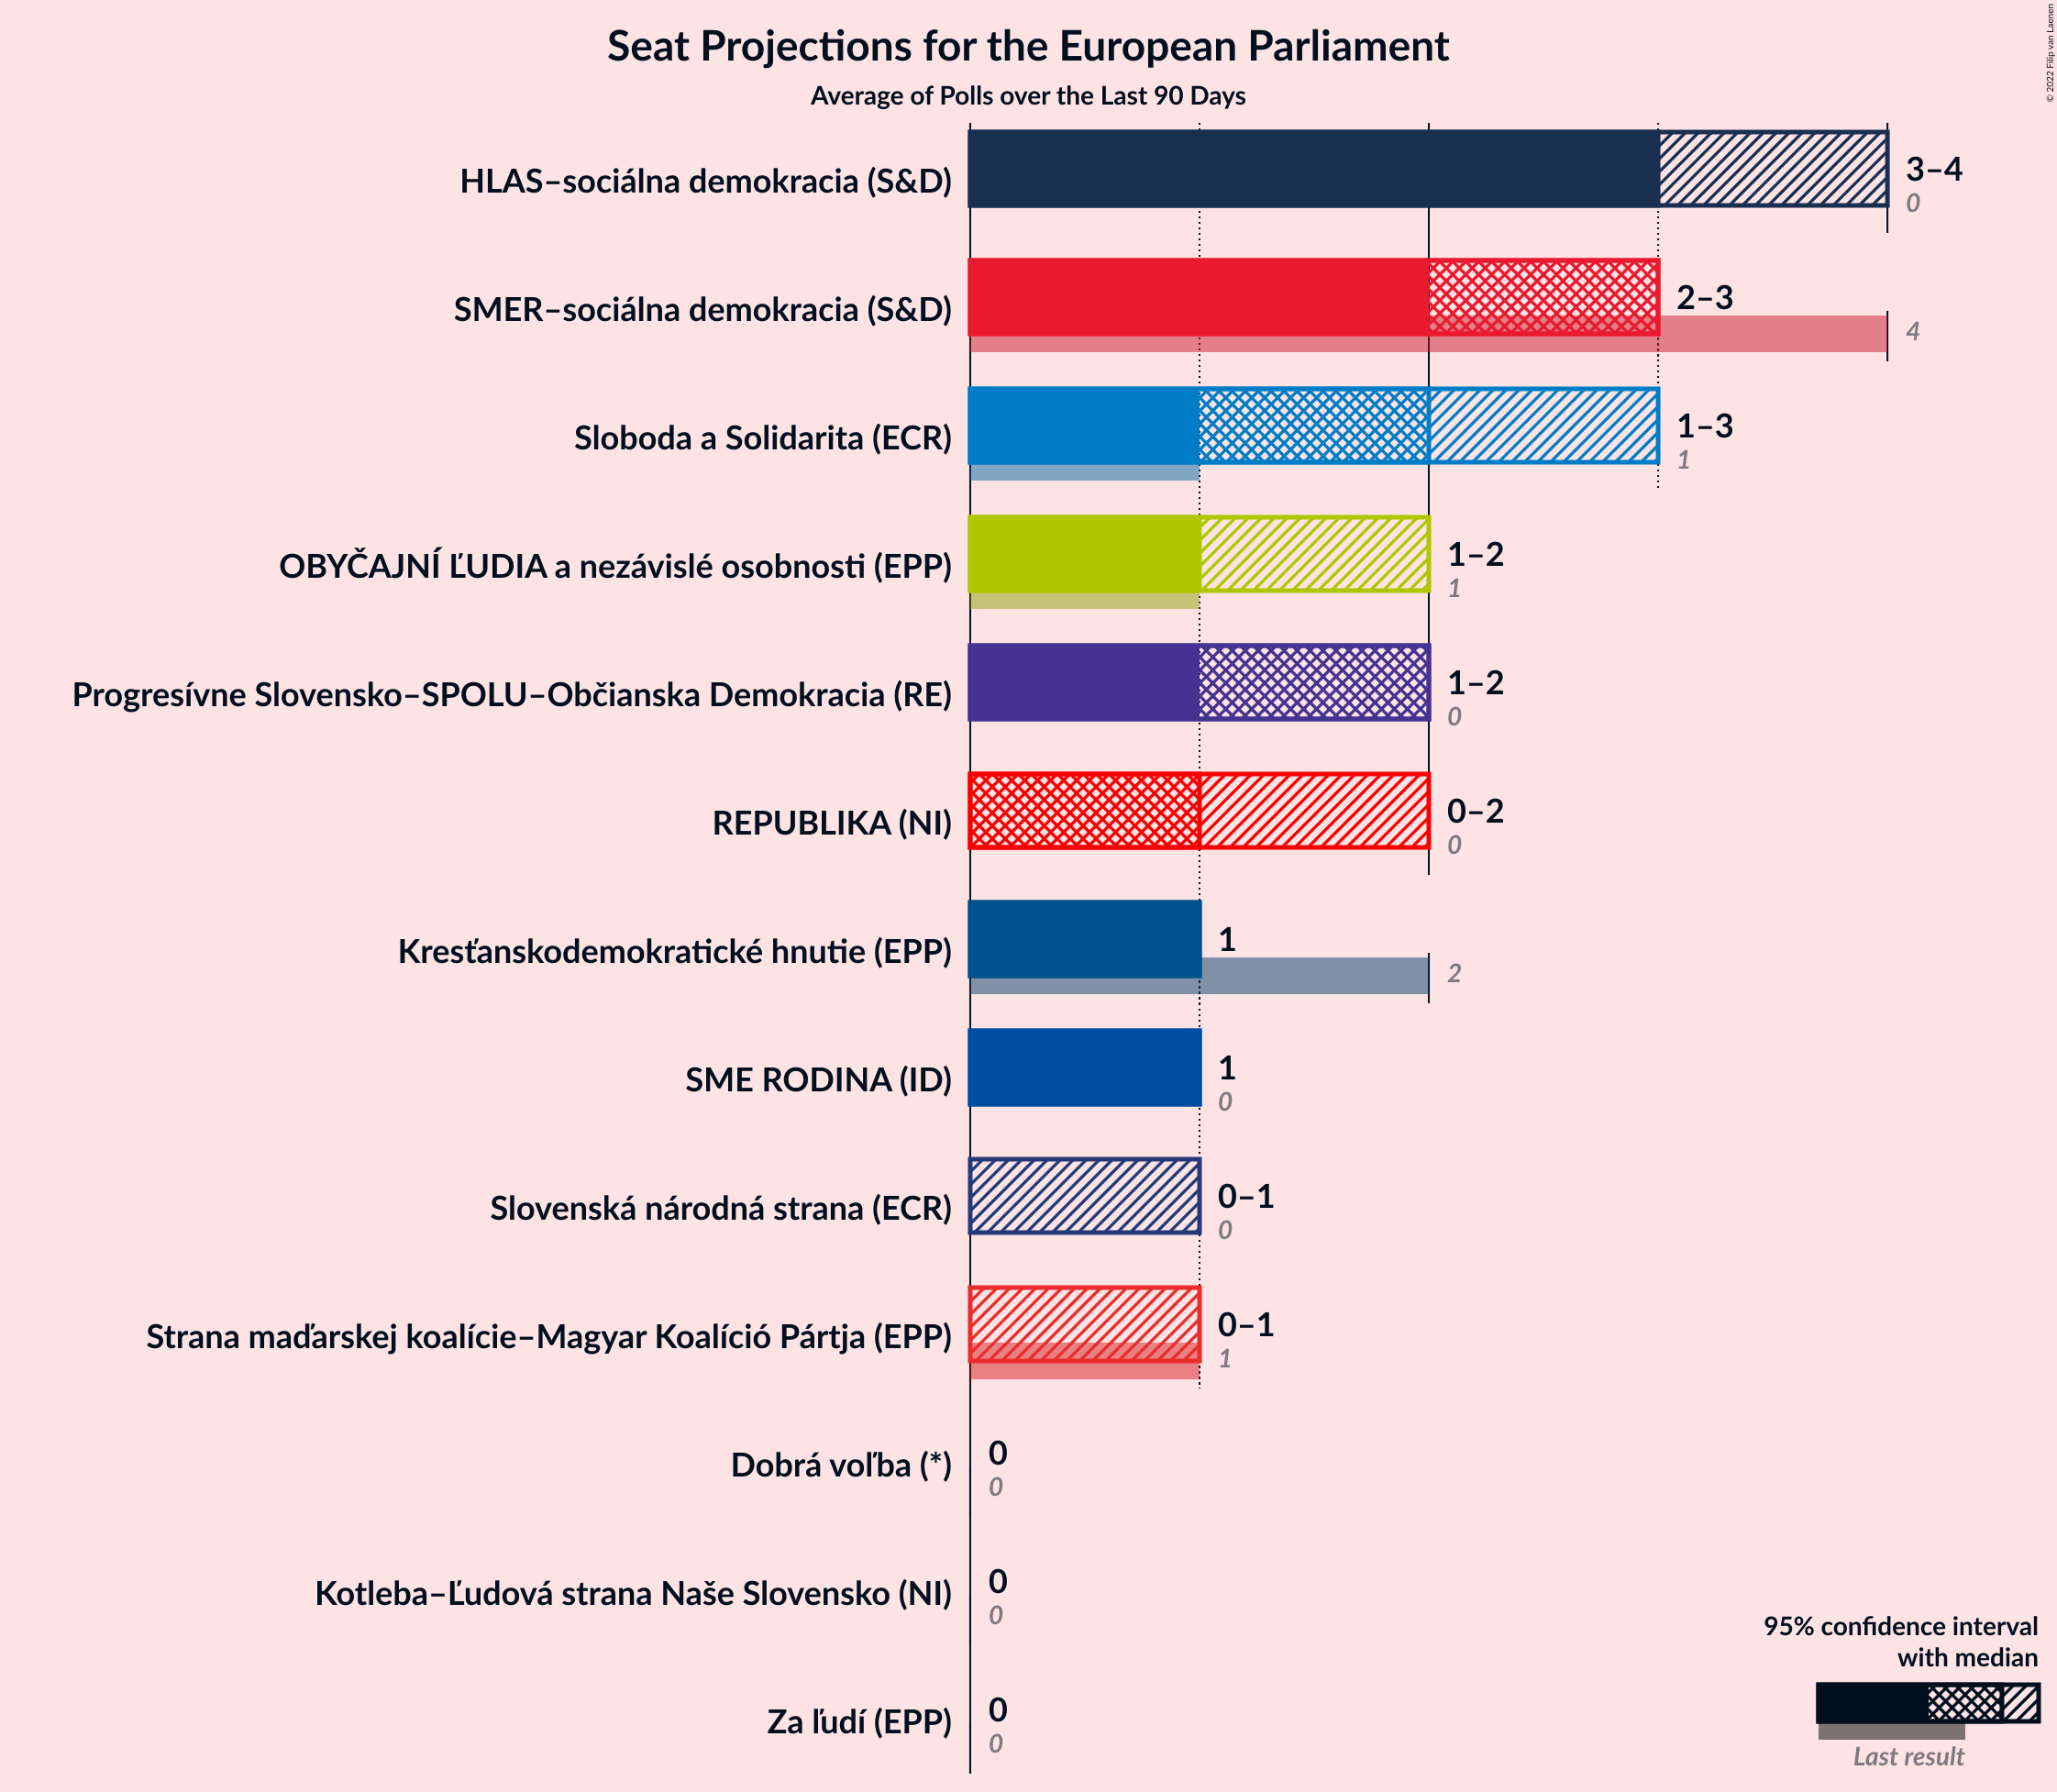 © 2022 Filip van Laenen
Seat Projections for the European Parliament
Average of Polls over the Last 90 Days
HLAS–sociálna demokracia (S&D)
3–4
0
SMER–sociálna demokracia (S&D)
2–3
4
Sloboda a Solidarita (ECR)
1–3
1
OBYČAJNÍ ĽUDIA a nezávislé osobnosti (EPP)
1–2
1
Progresívne Slovensko–SPOLU–Občianska Demokracia (RE)
1–2
0
REPUBLIKA (NI)
0–2
0
Kresťanskodemokratické hnutie (EPP)
1
2
SME RODINA (ID)
1
0
Slovenská národná strana (ECR)
0–1
0
Strana maďarskej koalície–Magyar Koalíció Pártja (EPP)
0–1
1
Dobrá voľba (*)
0
0
Kotleba–Ľudová strana Naše Slovensko (NI)
0
0
Za ľudí (EPP)
0
0
95% confidence interval
with median
Last result